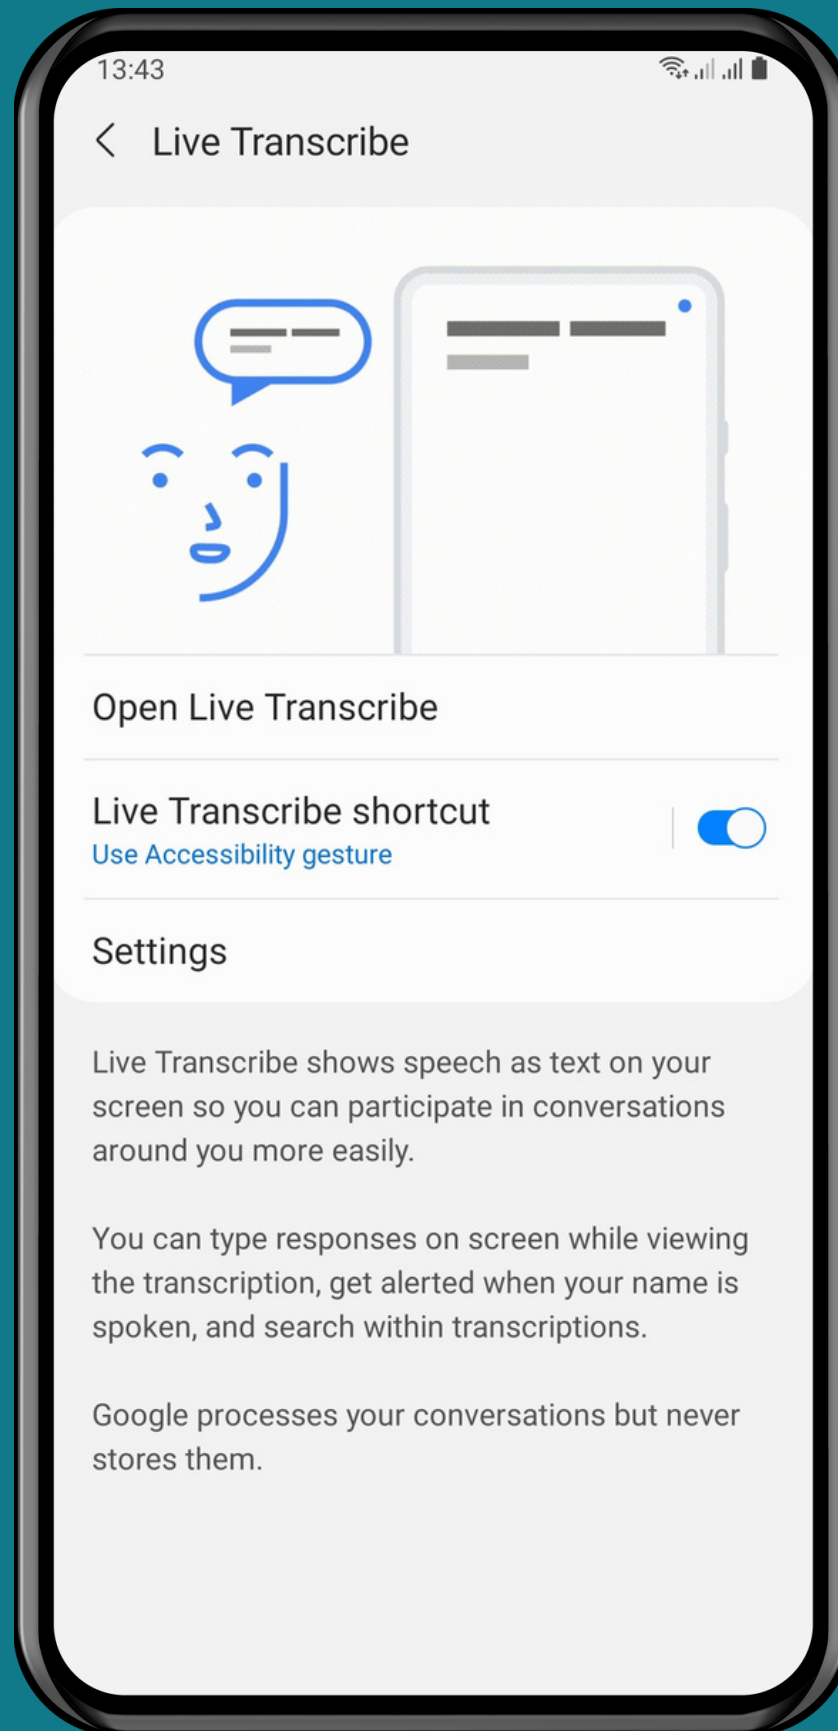 13:43
Live Transcribe
Open Live Transcribe
Live Transcribe shortcut
Use Accessibility gesture
Settings
Live Transcribe shows speech as text on your
screen so you can participate in conversations
around you more easily.
You can type responses on screen while viewing
the transcription, get alerted when your name is
spoken, and search within transcriptions.
Google processes your conversations but never
stores them.